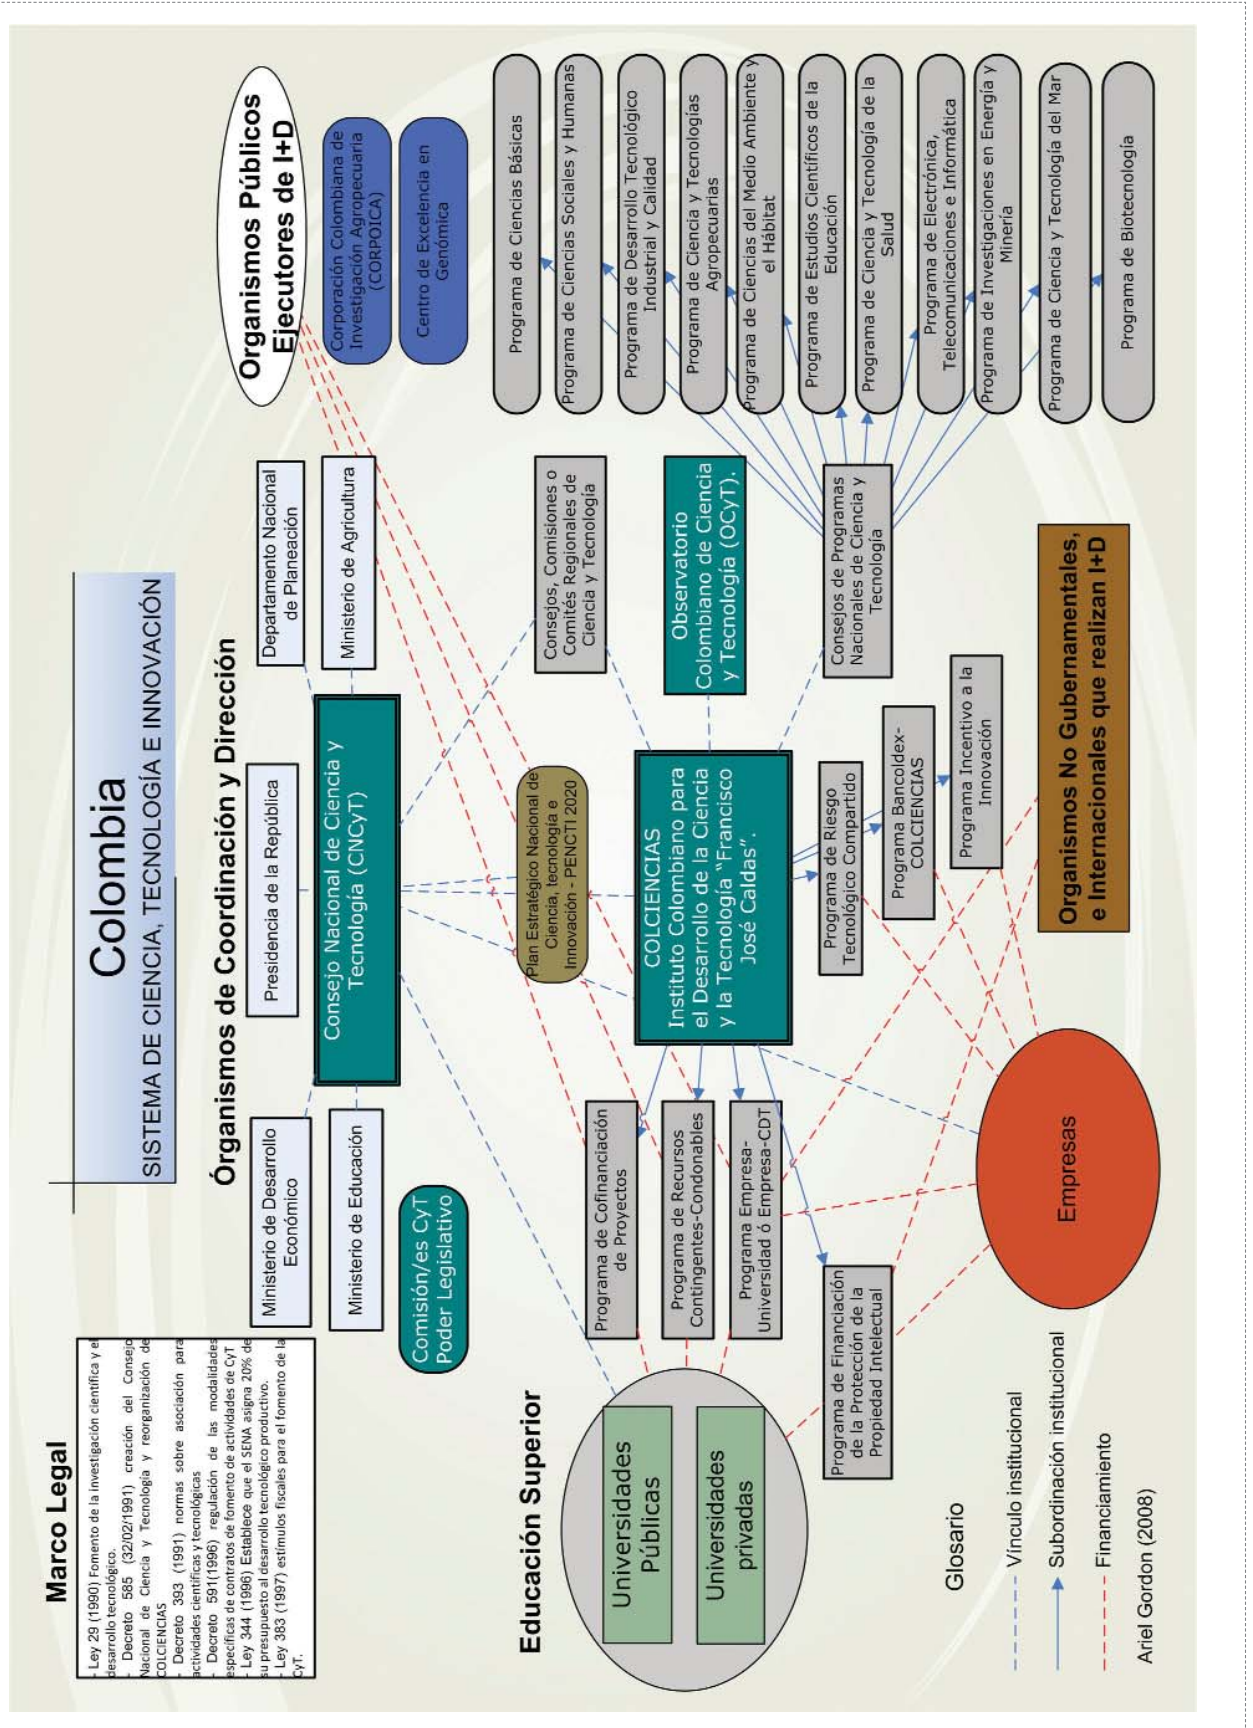 Colombia
SISTEMA DE CIENCIA, TECNOLOGÍA E INNOVACIÓN
Marco Legal
- Ley 29 (1990) Fomento de la investigación científica y el
desarrollo tecnológico.
- Decreto 585 (32/02/1991) creación del Consejo
Nacional de Ciencia y Tecnología y reorganización de
COLCIENCIAS
- Decreto 393 (1991) normas sobre asociación para
actividades científicas y tecnológicas
- Decreto 591(1996) regulación de las modalidades
específicas de contratos de fomento de actividades de CyT
- Ley 344 (1996) Establece que el SENA asigna 20% de
su presupuesto al desarrollo tecnológico productivo.
- Ley 383 (1997) estímulos fiscales para el fomento de la
CyT.
Órganismos de Coordinación y Dirección
Ministerio de Desarrollo
Económico
Presidencia de la República
Departamento Nacional
de Planeación
Ministerio de Educación
Consejo Nacional de Ciencia y
Tecnología (CNCyT)
Ministerio de Agricultura
Comisión/es CyT
Poder Legislativo
Organismos Públicos
Ejecutores de I+D
Corporación Colombiana de
Investigación Agropecuaria
(CORPOICA)
Centro de Excelencia en
Genómica
Plan Estratégico Nacional de
Ciencia, tecnología e
Innovación - PENCTI 2020
Consejos, Comisiones o
Comités Regionales de
Ciencia y Tecnología
COLCIENCIAS
Instituto Colombiano para
el Desarrollo de la Ciencia
y la Tecnología "Francisco
José Caldas".
Observatorio
Colombiano de Ciencia
y Tecnología (OCyT).
Consejos de Programas
Nacionales de Ciencia y
Tecnología
Programa de Ciencias Básicas
Programa de Ciencias Sociales y Humanas
Programa de Desarrollo Tecnológico
Industrial y Calidad
Programa de Ciencia y Tecnologías
Agropecuarias
Programa de Ciencias del Medio Ambiente y
el Hábitat
Programa de Estudios Científicos de la
Educación
Programa de Ciencia y Tecnología de la
Salud
Programa de Electrónica,
Telecomunicaciones e Informática
Programa de Investigaciones en Energía y
Minería
Programa de Ciencia y Tecnología del Mar
Programa de Biotecnología
Educación Superior
Universidades
Públicas
Universidades
privadas
Programa de Cofinanciación
de Proyectos
Programa de Recursos
Contingentes-Condonables
Programa Empresa-
Universidad ó Empresa-CDT
Programa de Financiación
de la Protección de la
Propiedad Intelectual
Programa de Riesgo
Tecnológico Compartido
Programa Bancoldex-
COLCIENCIAS
Programa Incentivo a la
Innovación
Empresas
Organismos No Gubernamentales,
e Internacionales que realizan I+D
Glosario
Vínculo institucional
Subordinación institucional
Financiamiento
Ariel Gordon (2008)